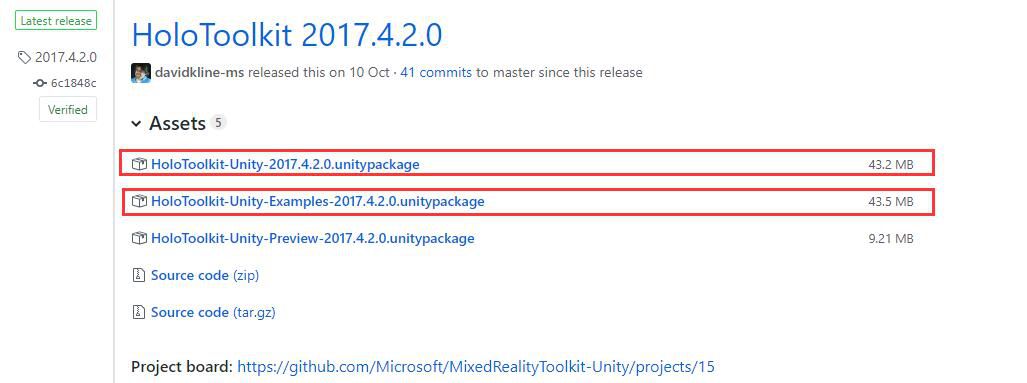 Latest release
2017.4.2.0
6c1848c
Verified
HoloToolkit 2017.4.2.0
davidkline-ms released this on 10 Oct · 41 commits to master since this release
Assets 5
HoloToolkit-Unity-2017.4.2.0.unitypackage 43.2 MB
HoloToolkit-Unity-Examples-2017.4.2.0.unitypackage 43.5 MB
HoloToolkit-Unity-Preview-2017.4.2.0.unitypackage 9.21 MB
Source code (zip)
Source code (tar.gz)
Project board: https://github.com/Microsoft/MixedRealityToolkit-Unity/projects/15